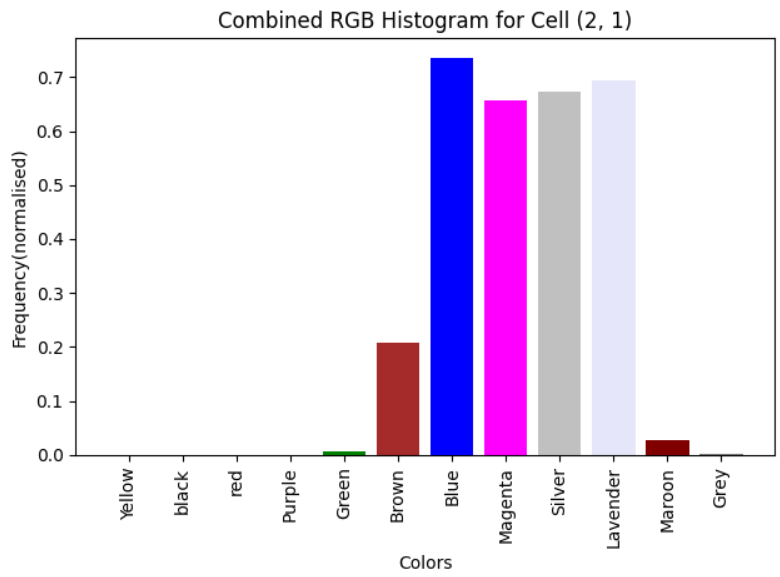 Combined RGB Histogram for Cell (2, 1)
Frequency(normalised)
0.7
0.6
0.5
0.4
0.3
0.2
0.1
0.0
Yellow
black
red
Purple
Green
Brown
Blue
Magenta
Silver
Lavender
Maroon
Grey
Colors